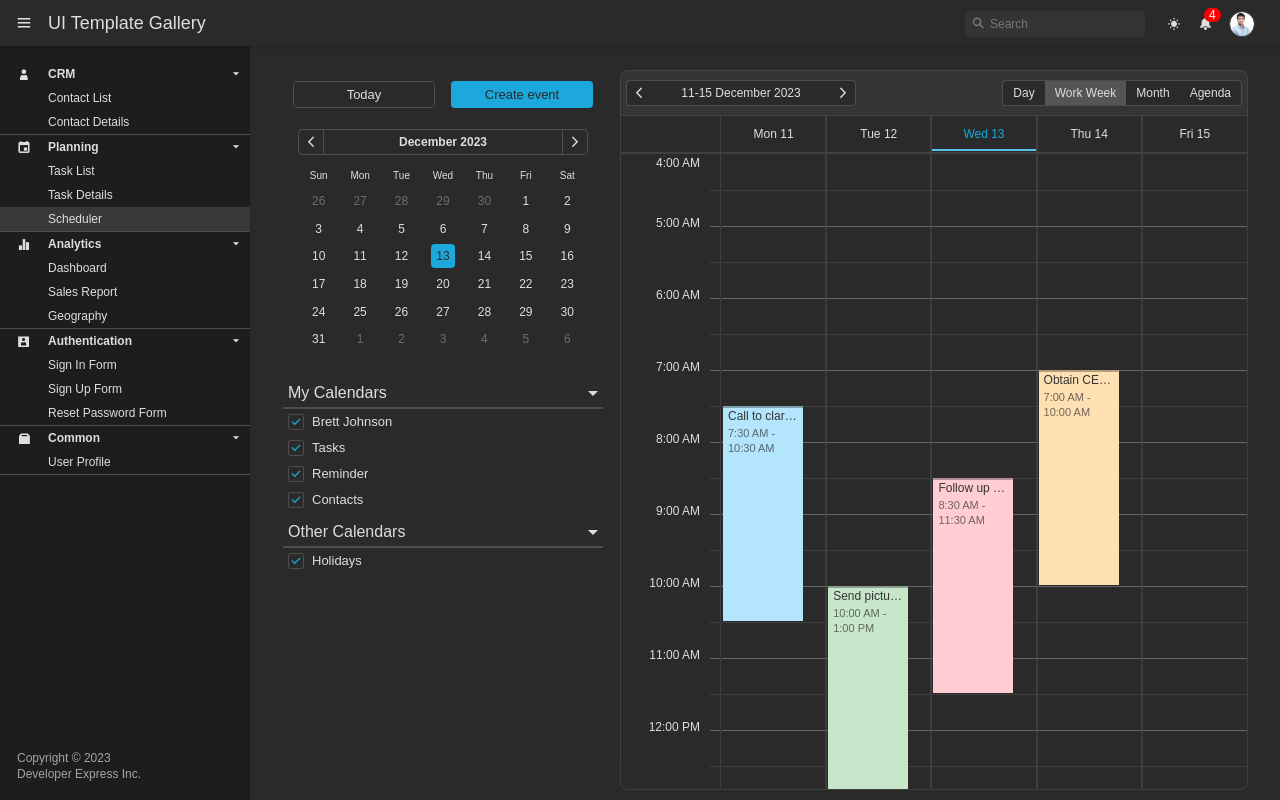 UI Template Gallery
Search
4
CRM
Contact List
Contact Details
Planning
Task List
Task Details
Scheduler
Analytics
Dashboard
Sales Report
Geography
Authentication
Sign In Form
Sign Up Form
Reset Password Form
Common
User Profile
Copyright © 2023
Developer Express Inc.
Today
Create event
December 2023
Sun Mon Tue Wed Thu Fri Sat
26 27 28 29 30 1 2
3 4 5 6 7 8 9
10 11 12 13 14 15 16
17 18 19 20 21 22 23
24 25 26 27 28 29 30
31 1 2 3 4 5 6
My Calendars
Brett Johnson
Tasks
Reminder
Contacts
Other Calendars
Holidays
11-15 December 2023
Day Work Week Month Agenda
Mon 11 Tue 12 Wed 13 Thu 14 Fri 15
4:00 AM
5:00 AM
6:00 AM
7:00 AM
8:00 AM
9:00 AM
10:00 AM
11:00 AM
12:00 PM
Call to clar…
7:30 AM -
10:30 AM
Send pictu…
10:00 AM -
1:00 PM
Follow up …
8:30 AM -
11:30 AM
Obtain CE…
7:00 AM -
10:00 AM